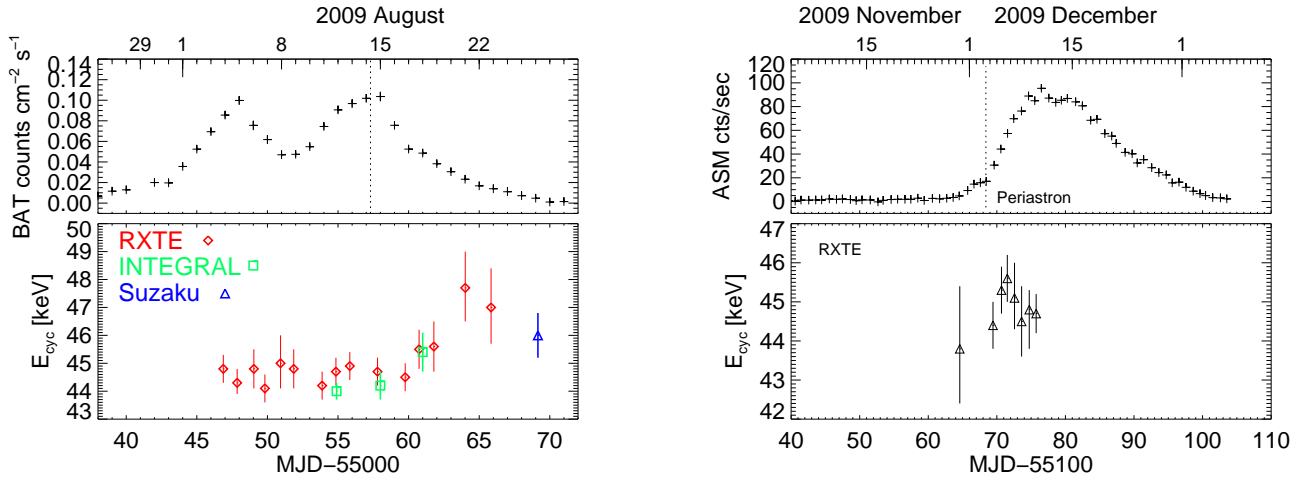 2009 August
29 1 8 15 22
BAT counts cm−2 s−1
0.14
0.12
0.10
0.08
0.06
0.04
0.02
0.00
RXTE
INTEGRAL
Suzaku
Ecyc [keV]
50
49
48
47
46
45
44
43
40 45 50 55 60 65 70
MJD−55000
2009 November 2009 December
15 1 15 1
ASM cts/sec
120
100
80
60
40
20
0
Periastron
RXTE
Ecyc [keV]
47
46
45
44
43
42
40 50 60 70 80 90 100 110
MJD−55100